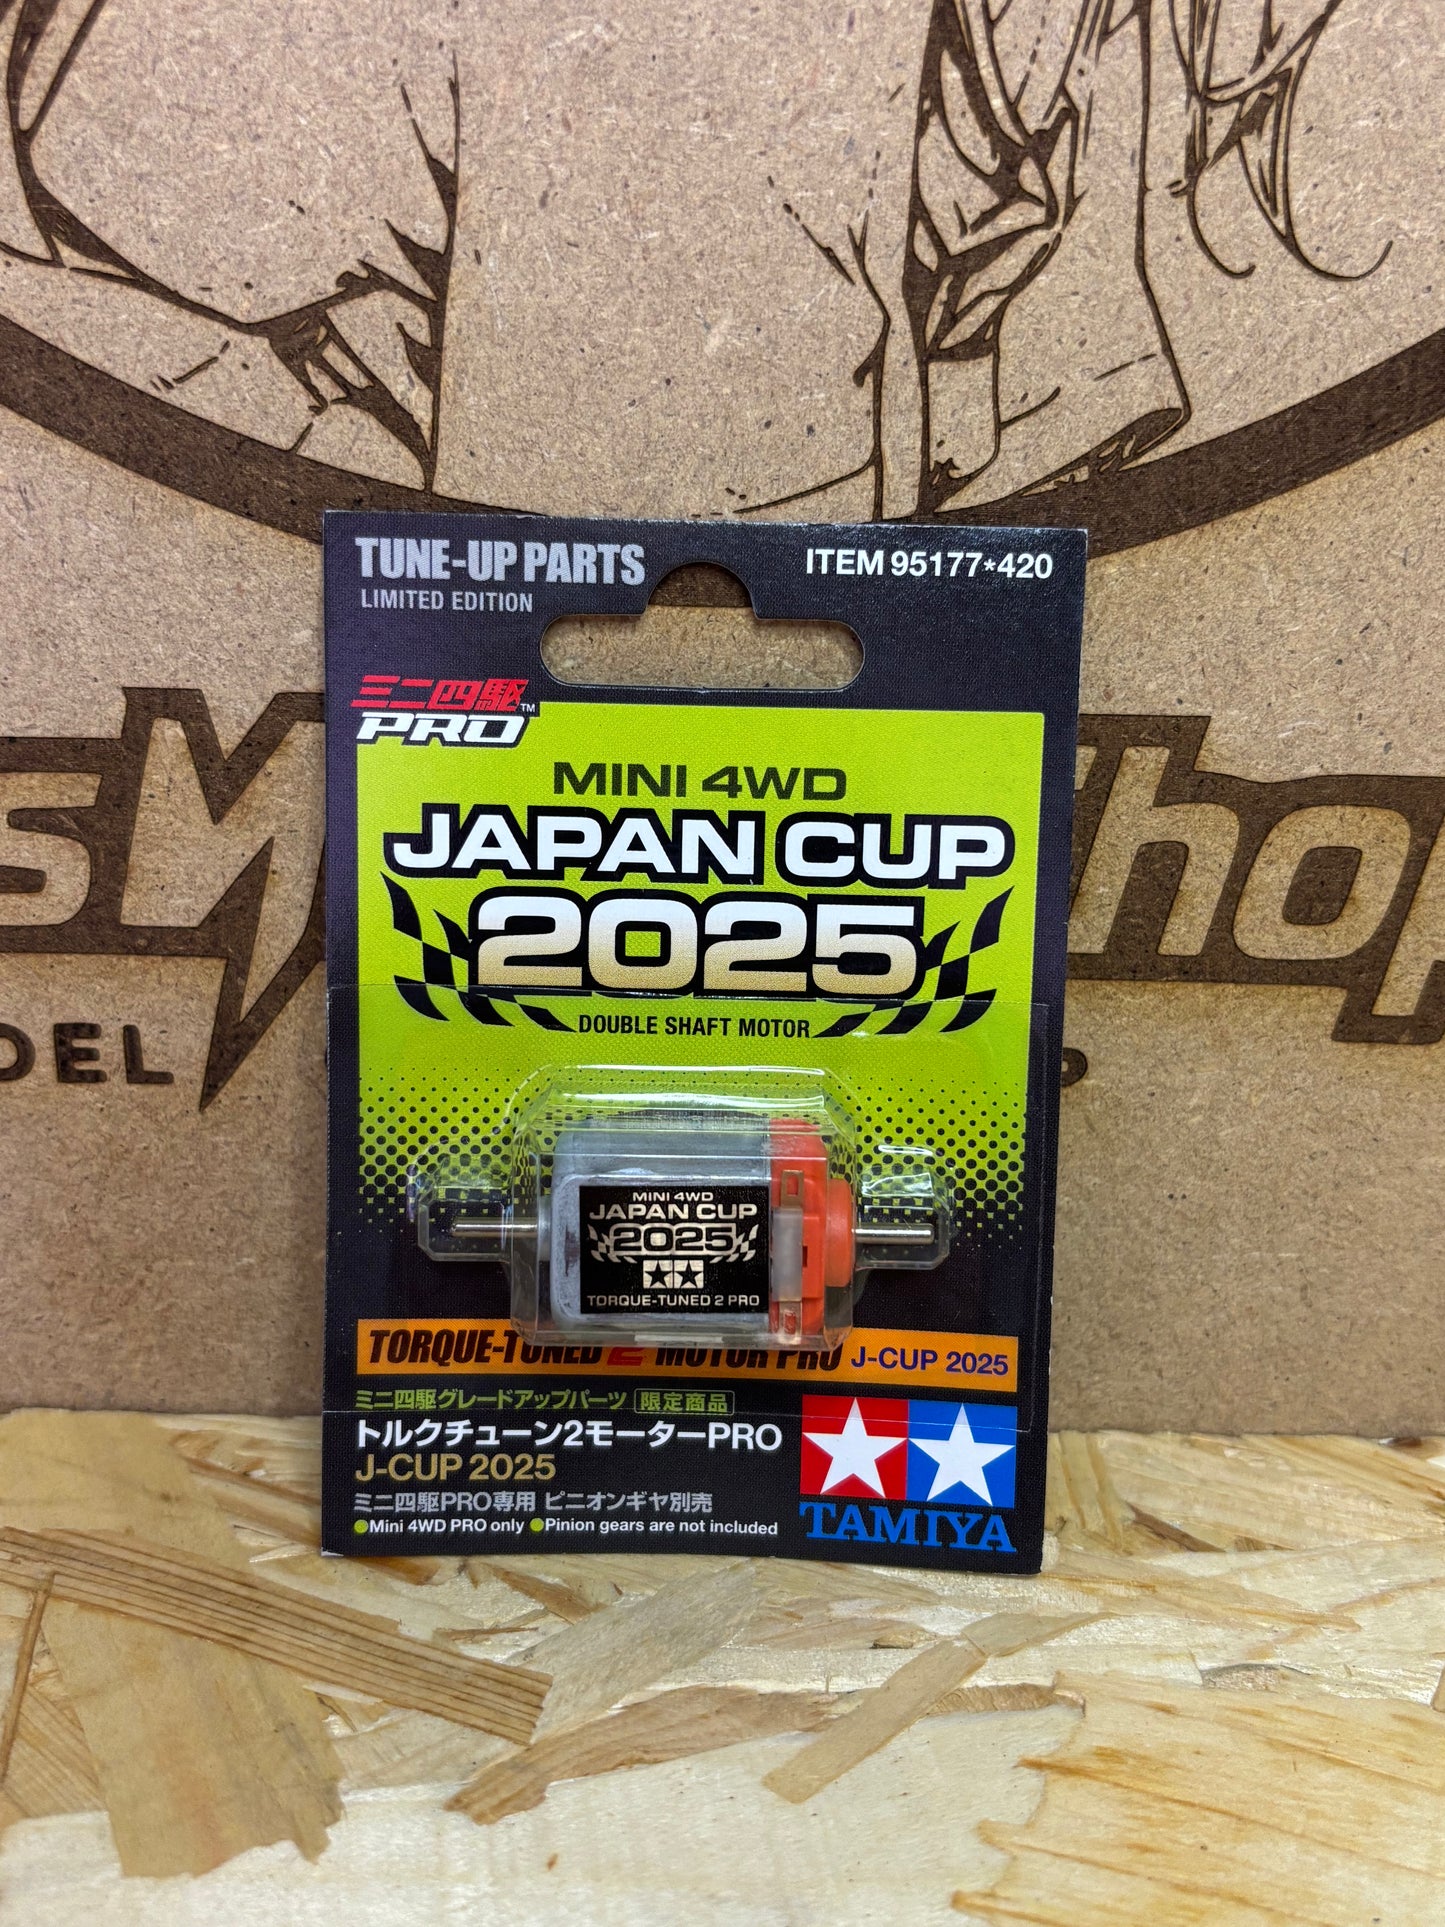 TUNE-UP PARTS
LIMITED EDITION
ITEM 95177*420
ミニ四駆™
PRO
MINI 4WD
JAPAN CUP
2025
DOUBLE SHAFT MOTOR
MINI 4WD
JAPAN CUP
2025
TORQUE-TUNED 2 PRO
TORQUE-TUNED 2 MOTOR PRO J-CUP 2025
ミニ四駆グレードアップパーツ 限定商品
トルクチューン2モーターPRO
J-CUP 2025
ミニ四駆PRO専用 ピニオンギヤ別売
●Mini 4WD PRO only ●Pinion gears are not included
TAMIYA